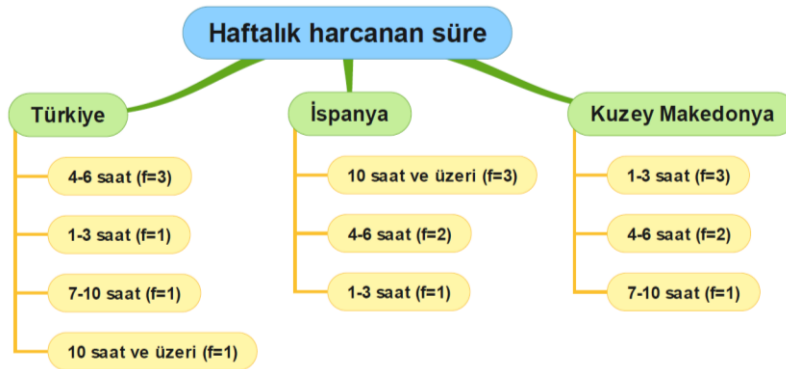 Haftalık harcanan süre
Türkiye
4-6 saat (f=3)
1-3 saat (f=1)
7-10 saat (f=1)
10 saat ve üzeri (f=1)
İspanya
10 saat ve üzeri (f=3)
4-6 saat (f=2)
1-3 saat (f=1)
Kuzey Makedonya
1-3 saat (f=3)
4-6 saat (f=2)
7-10 saat (f=1)